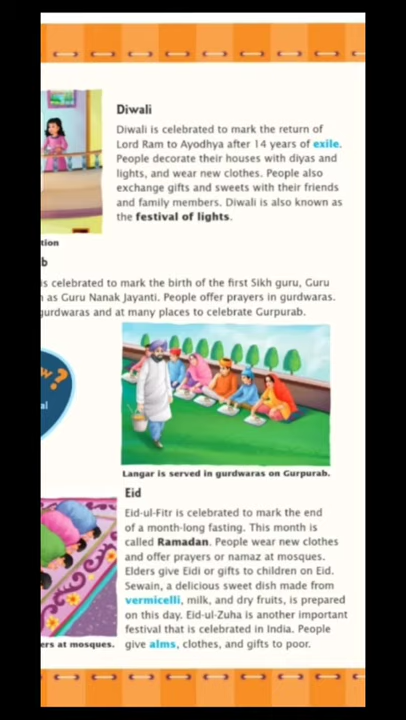 Diwali
Diwali is celebrated to mark the return of
Lord Ram to Ayodhya after 14 years of exile.
People decorate their houses with diyas and
lights, and wear new clothes. People also
exchange gifts and sweets with their friends
and family members. Diwali is also known as
the festival of lights.
tion
b
is celebrated to mark the birth of the first Sikh guru, Guru
as Guru Nanak Jayanti. People offer prayers in gurdwaras.
gurdwaras and at many places to celebrate Gurpurab.
w?
al
Langar is served in gurdwaras on Gurpurab.
Eid
Eid-ul-Fitr is celebrated to mark the end
of a month-long fasting. This month is
called Ramadan. People wear new clothes
and offer prayers or namaz at mosques.
Elders give Eidi or gifts to children on Eid.
Sewain, a delicious sweet dish made from
vermicelli, milk, and dry fruits, is prepared
on this day. Eid-ul-Zuha is another important
festival that is celebrated in India. People
give alms, clothes, and gifts to poor.
ers at mosques.